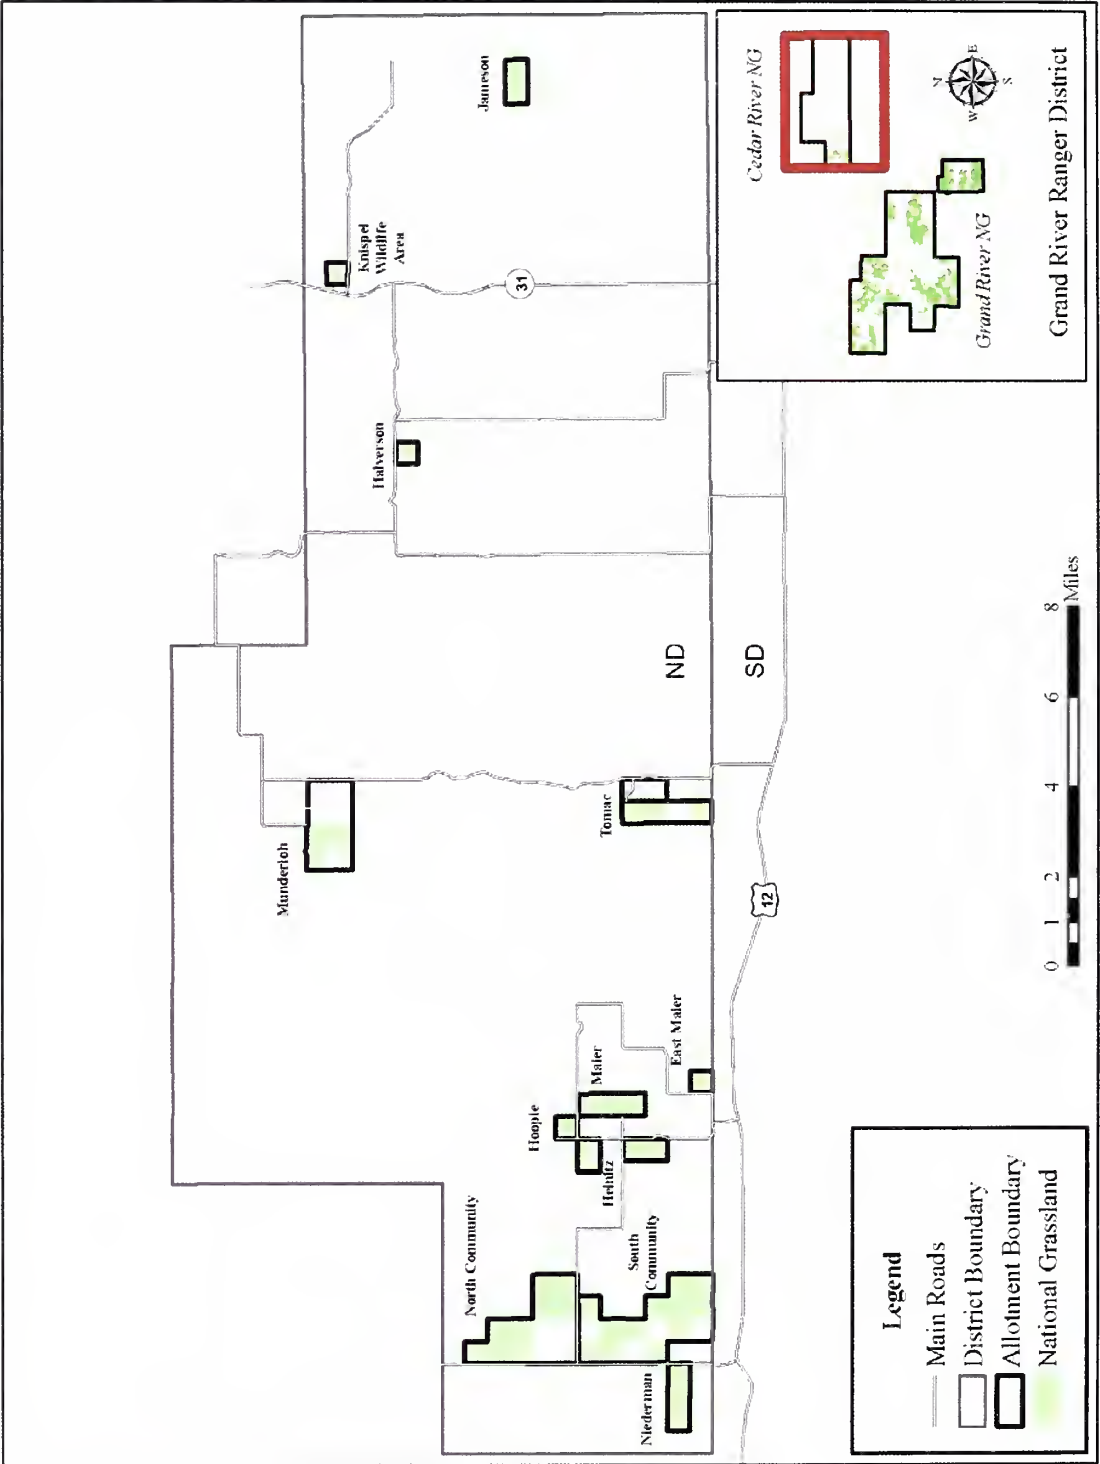 Jameson
Knispel
Wildlife
Area
31
Halverson
Munderloh
Tomac
ND
SD
12
Hoople
Maier
East Maier
Heinitz
North Community
South
Community
Niederman
Legend
Main Roads
District Boundary
Allotment Boundary
National Grassland
0 1 2 4 6 8
Miles
Cedar River NG
N
E
S
W
Grand River NG
Grand River Ranger District